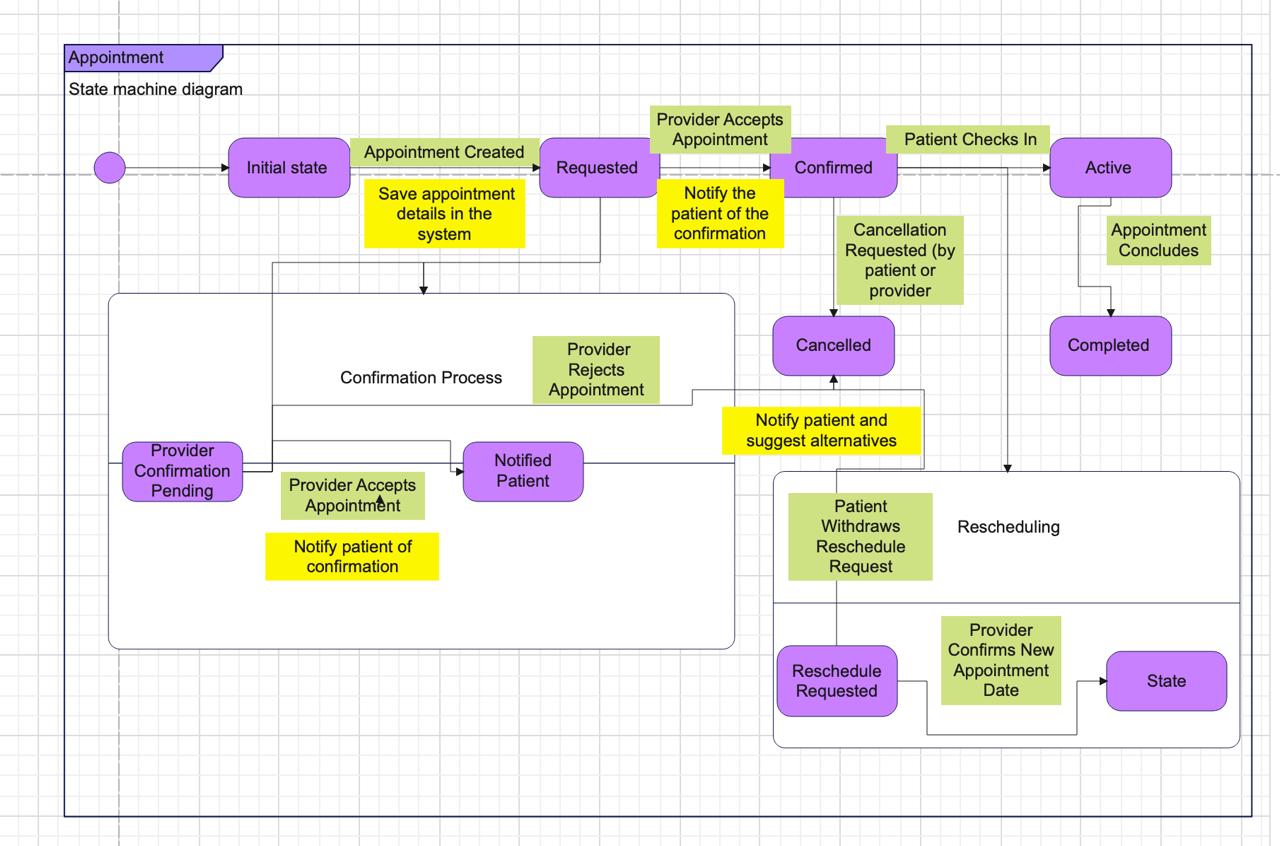 Appointment
State machine diagram
Initial state
Appointment Created
Save appointment
details in the
system
Requested
Provider Accepts
Appointment
Notify the
patient of the
confirmation
Confirmed
Patient Checks In
Active
Cancellation
Requested (by
patient or
provider
Appointment
Concludes
Cancelled
Completed
Confirmation Process
Provider
Rejects
Appointment
Notify patient and
suggest alternatives
Provider
Confirmation
Pending
Provider Accepts
Appointment
Notify patient of
confirmation
Notified
Patient
Patient
Withdraws
Reschedule
Request
Rescheduling
Reschedule
Requested
Provider
Confirms New
Appointment
Date
State